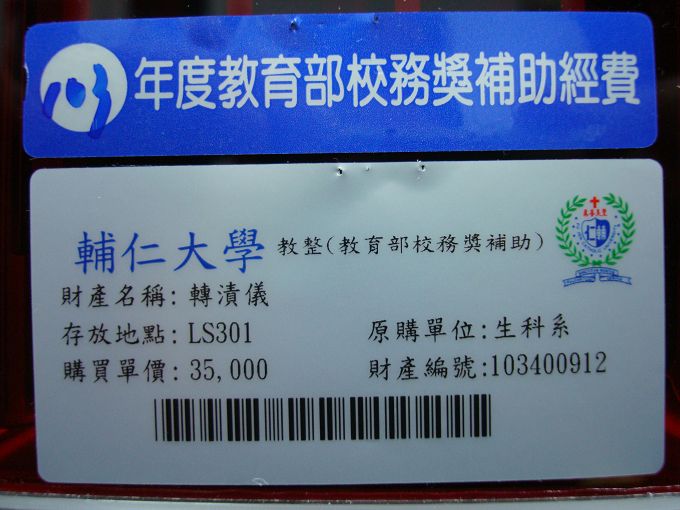 103年度教育部校務獎補助經費
輔仁大學 教整(教育部校務獎補助)
財產名稱: 轉漬儀
存放地點: LS301 原購單位: 生科系
購買單價: 35,000 財產編號:103400912